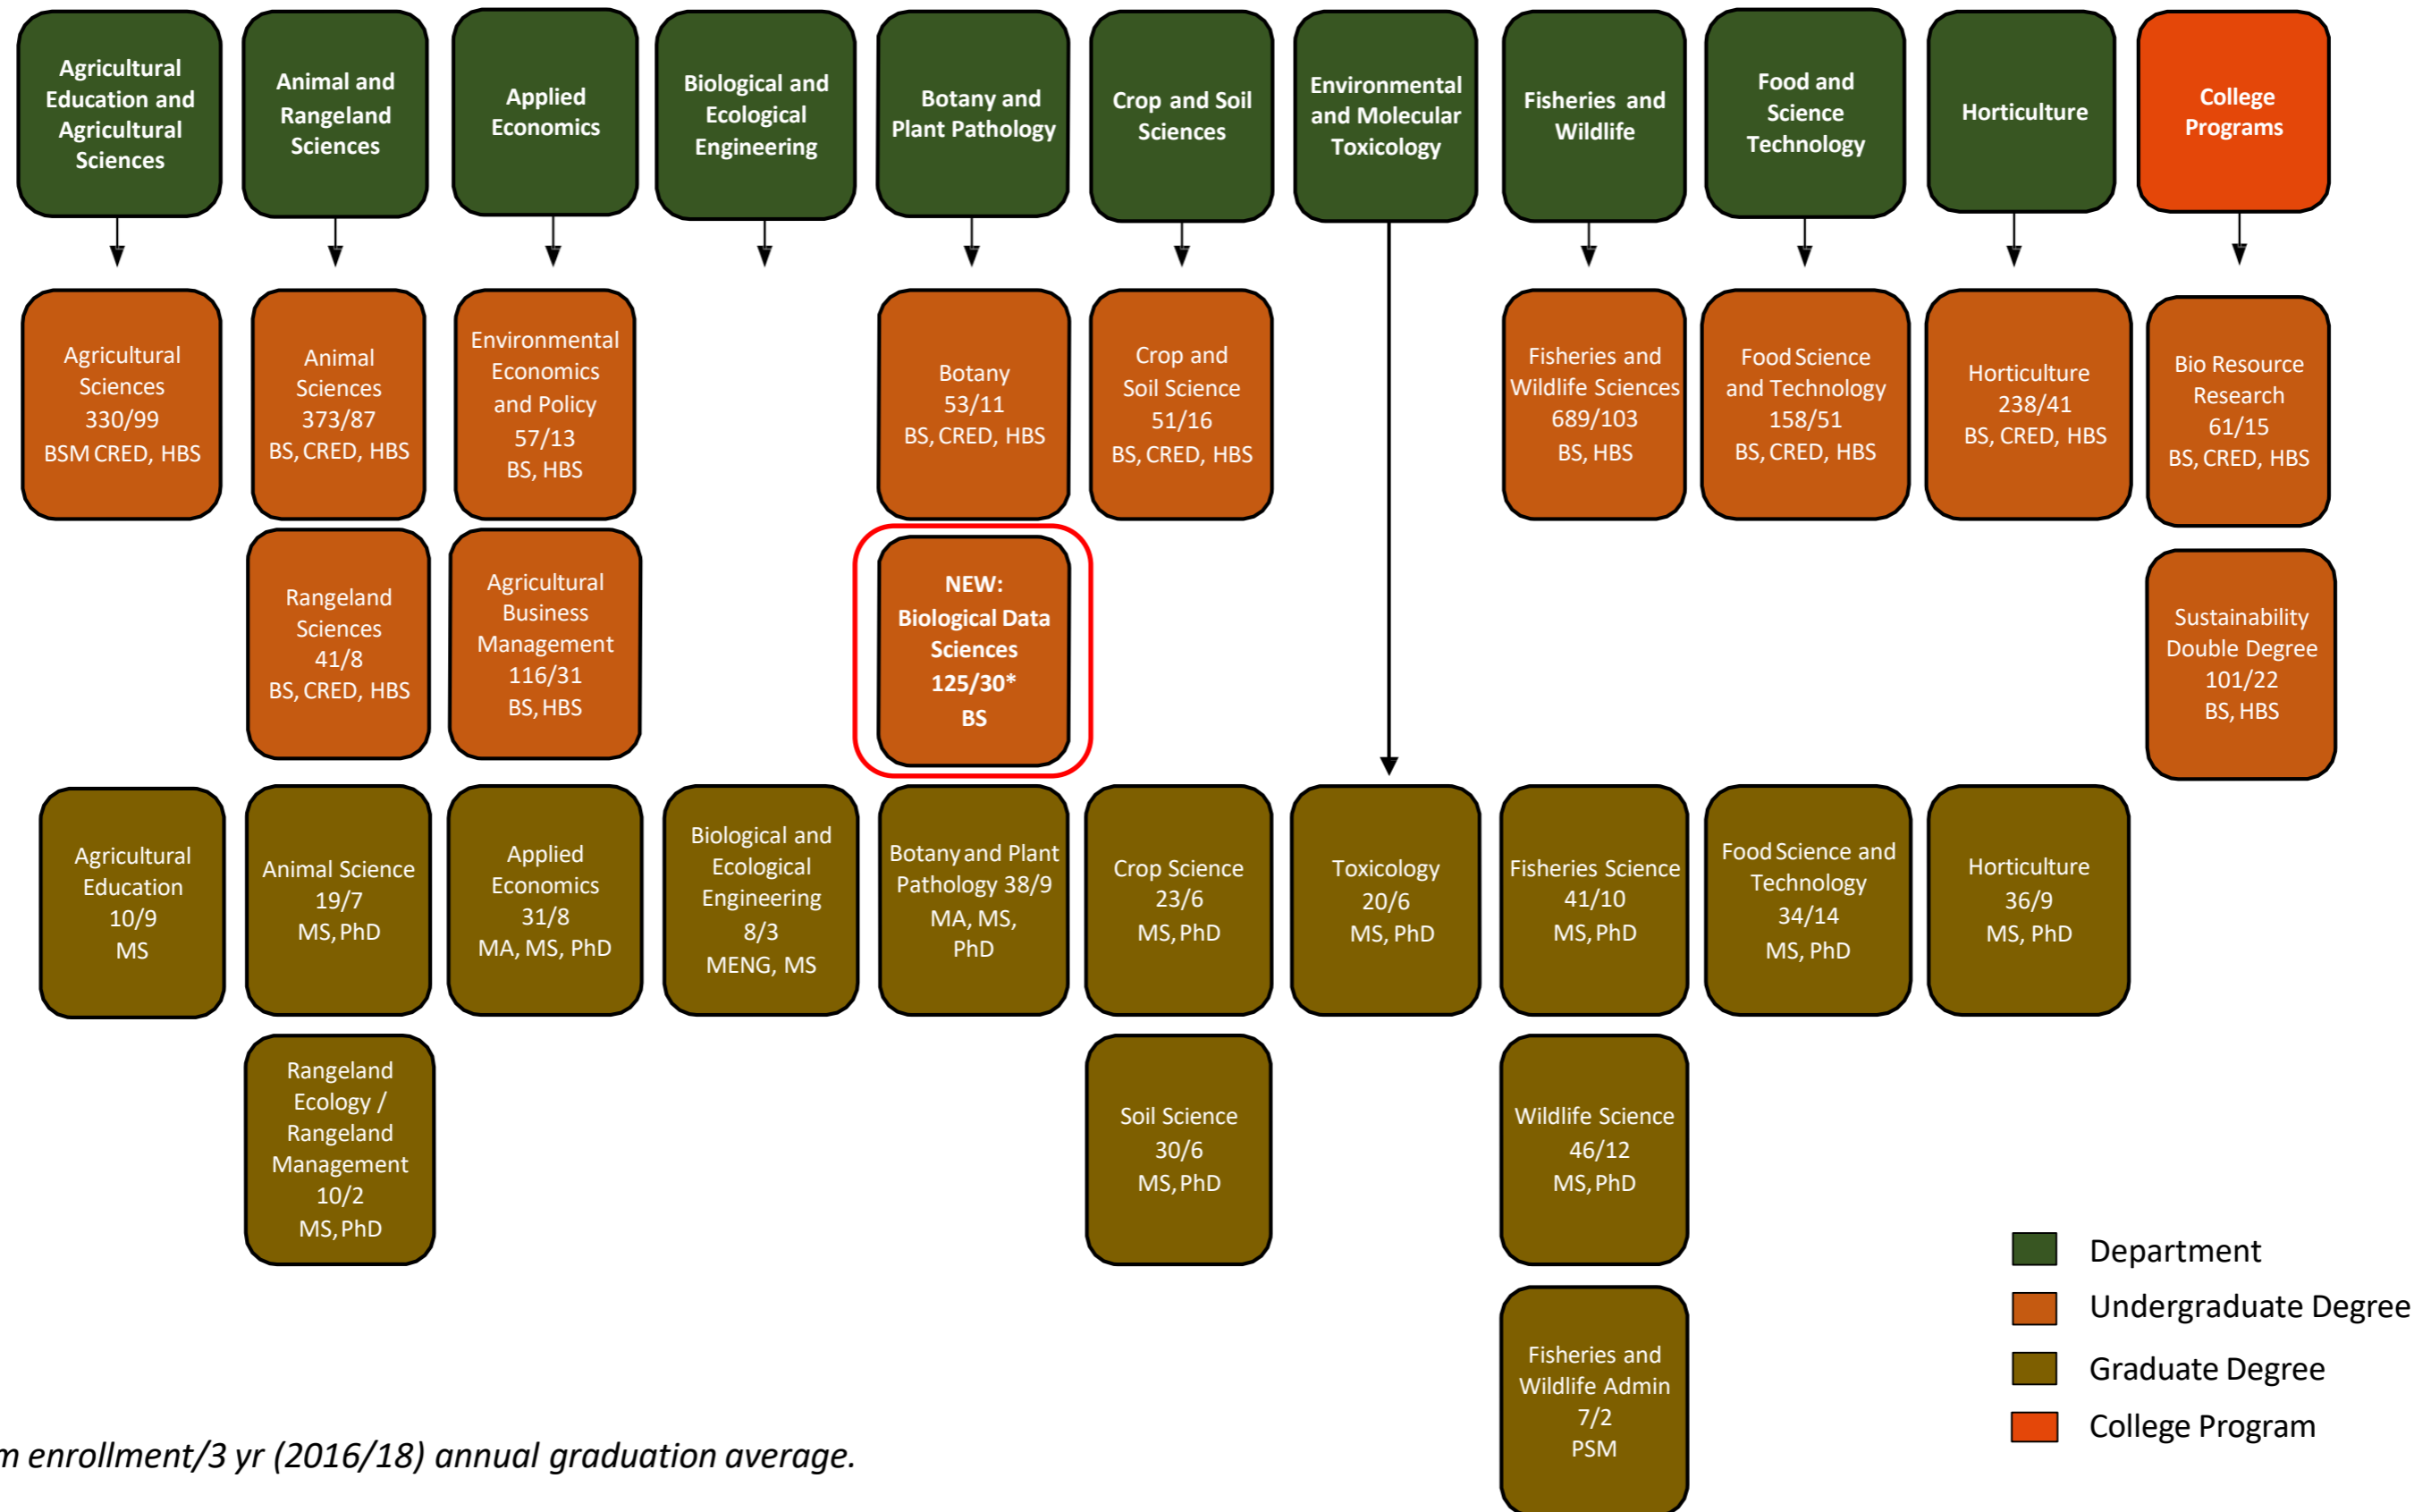 Agricultural
Education and
Agricultural
Sciences
Animal and
Rangeland
Sciences
Applied
Economics
Biological and
Ecological
Engineering
Botany and
Plant Pathology
Crop and Soil
Sciences
Environmental
and Molecular
Toxicology
Fisheries and
Wildlife
Food and
Science
Technology
Horticulture
College
Programs
Agricultural
Sciences
330/99
BSM CRED, HBS
Animal
Sciences
373/87
BS, CRED, HBS
Environmental
Economics
and Policy
57/13
BS, HBS
Botany
53/11
BS, CRED, HBS
Crop and
Soil Science
51/16
BS, CRED, HBS
Fisheries and
Wildlife Sciences
689/103
BS, HBS
Food Science
and Technology
158/51
BS, CRED, HBS
Horticulture
238/41
BS, CRED, HBS
Bio Resource
Research
61/15
BS, CRED, HBS
Rangeland
Sciences
41/8
BS, CRED, HBS
Agricultural
Business
Management
116/31
BS, HBS
NEW:
Biological Data
Sciences
125/30*
BS
Sustainability
Double Degree
101/22
BS, HBS
Agricultural
Education
10/9
MS
Animal Science
19/7
MS, PhD
Applied
Economics
31/8
MA, MS, PhD
Biological and
Ecological
Engineering
8/3
MENG, MS
Botany and Plant
Pathology 38/9
MA, MS,
PhD
Crop Science
23/6
MS, PhD
Toxicology
20/6
MS, PhD
Fisheries Science
41/10
MS, PhD
Food Science and
Technology
34/14
MS, PhD
Horticulture
36/9
MS, PhD
Rangeland
Ecology /
Rangeland
Management
10/2
MS, PhD
Soil Science
30/6
MS, PhD
Wildlife Science
46/12
MS, PhD
Fisheries and
Wildlife Admin
7/2
PSM
Department
Undergraduate Degree
Graduate Degree
College Program
enrollment/3 yr (2016/18) annual graduation average.